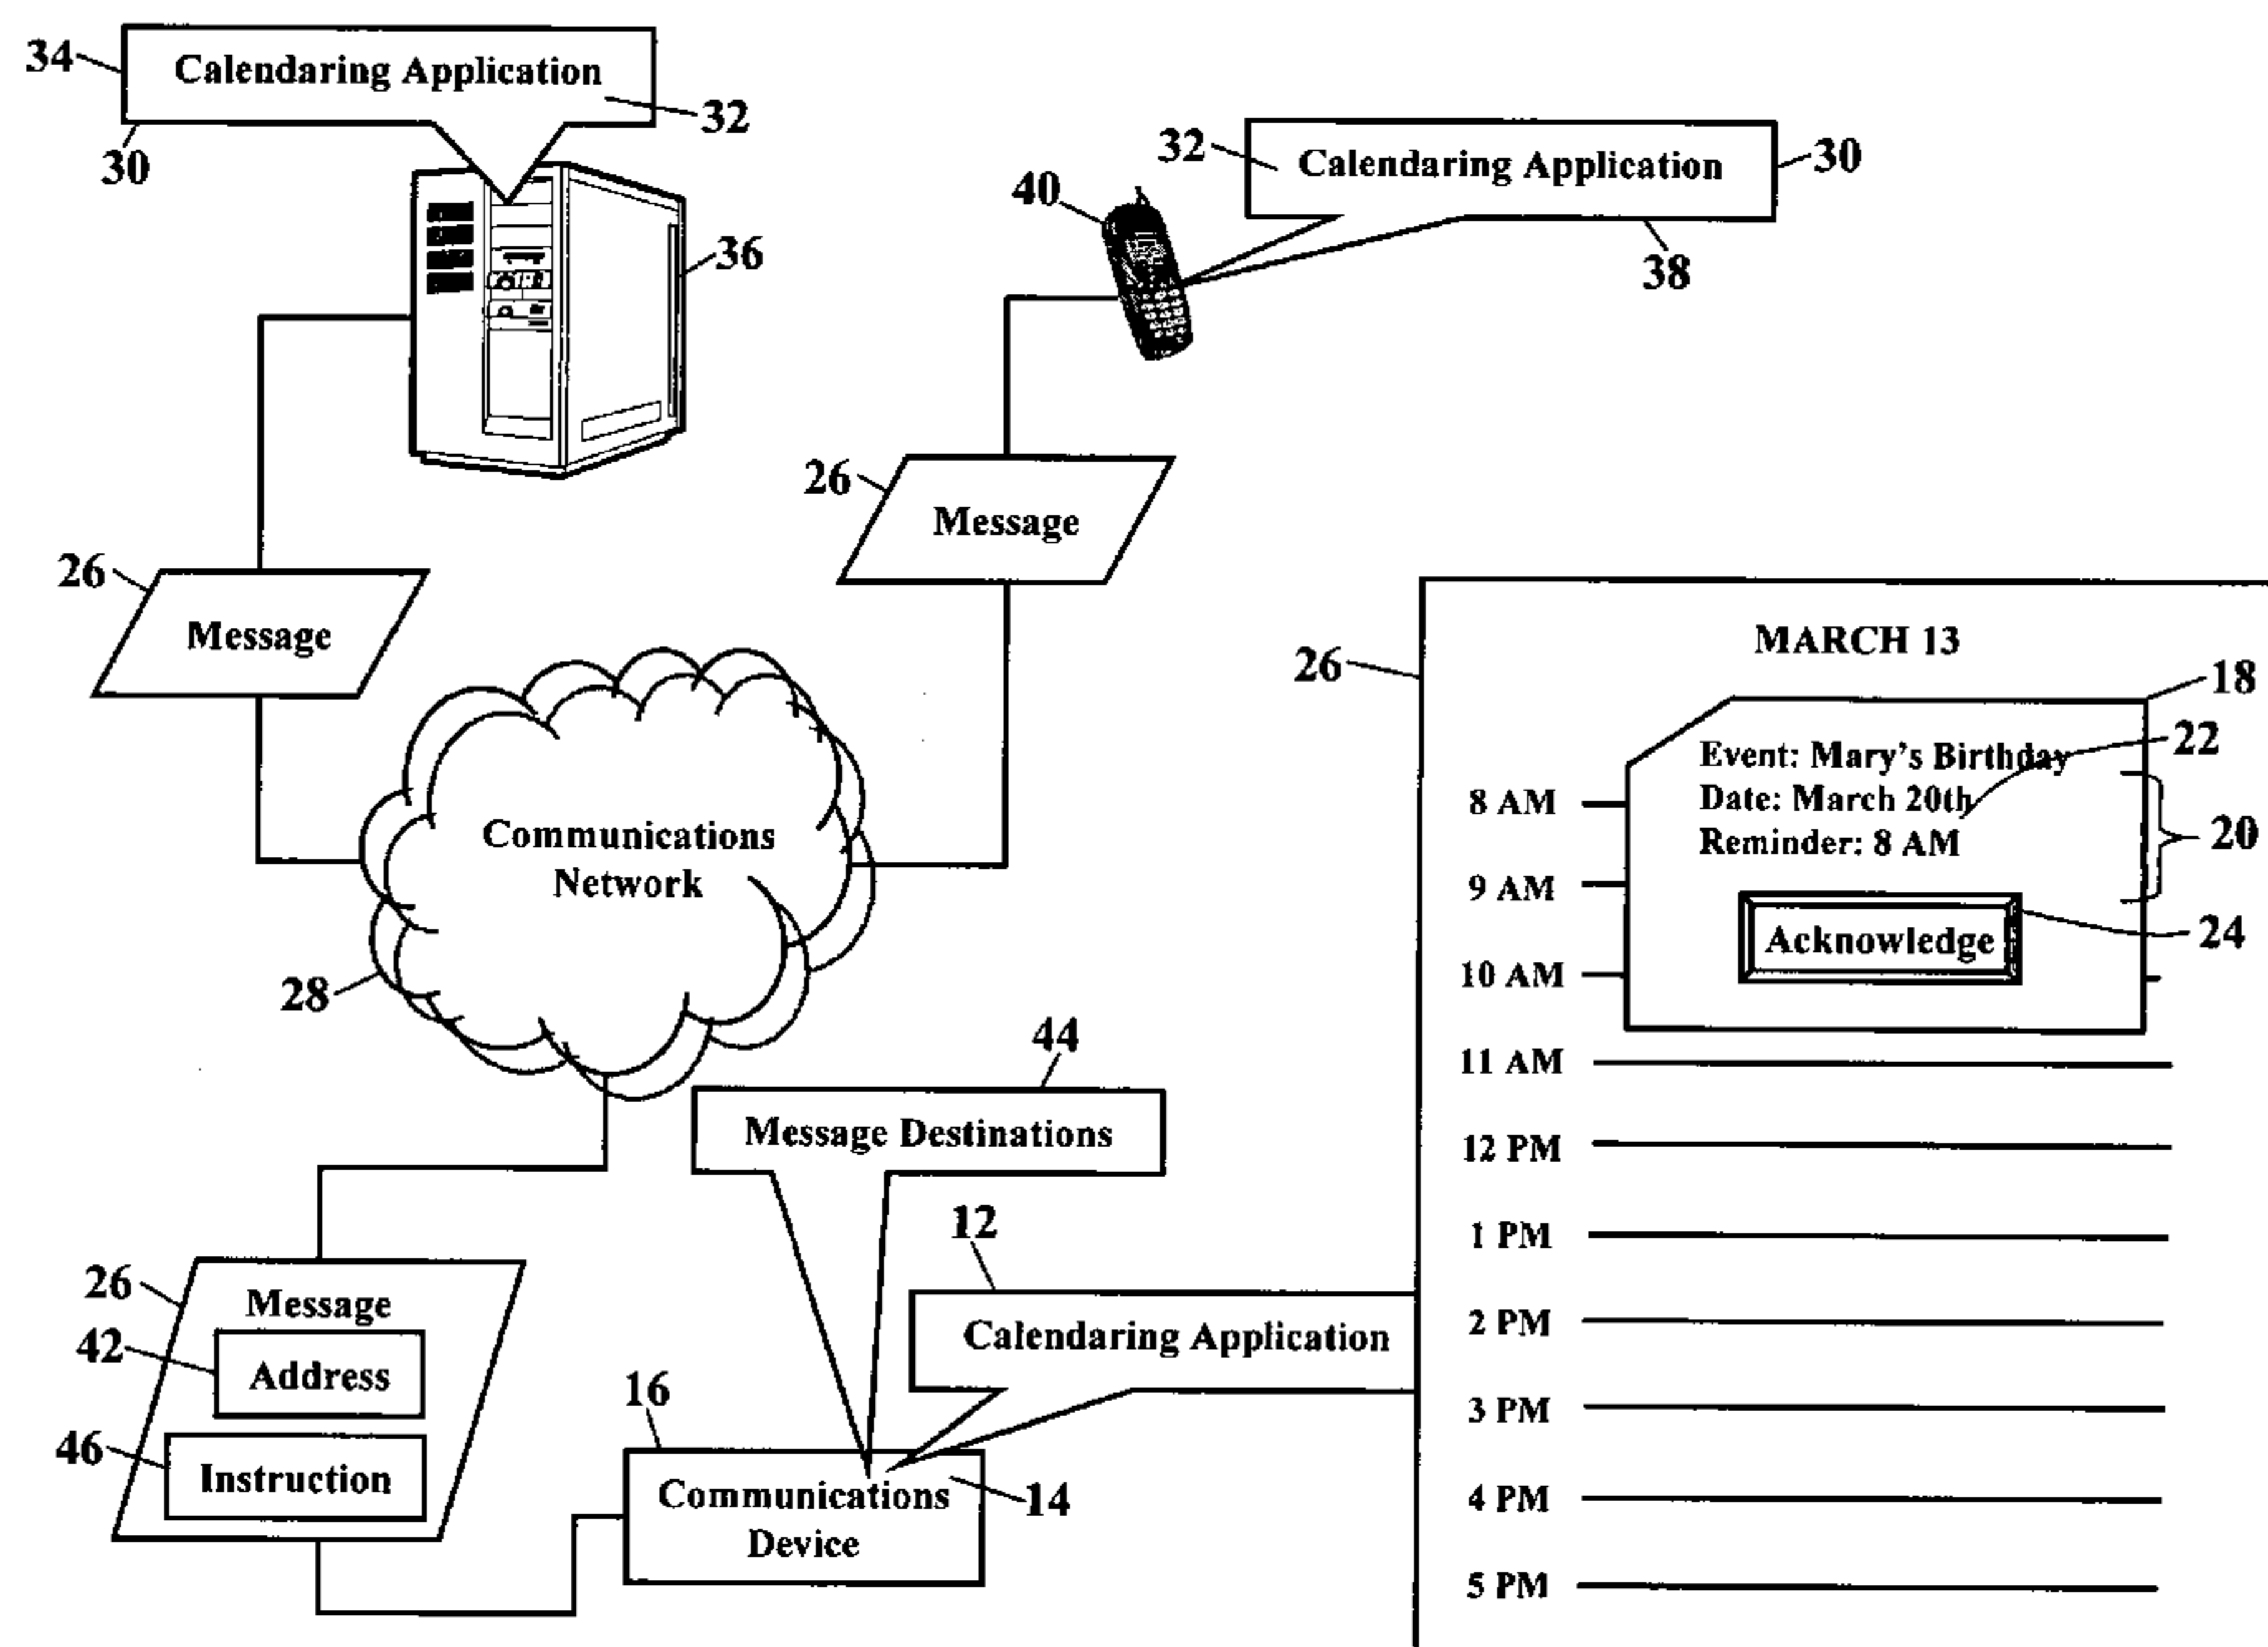 34
Calendaring Application
32
30
36
32
Calendaring Application
30
40
38
26
Message
26
Message
Communications
Network
28
44
Message Destinations
12
Calendaring Application
26
Message
42
Address
46
Instruction
16
Communications
Device
14
26
MARCH 13
18
Event: Mary's Birthday
22
Date: March 20th
Reminder: 8 AM
20
Acknowledge
24
8 AM
9 AM
10 AM
11 AM
12 PM
1 PM
2 PM
3 PM
4 PM
5 PM